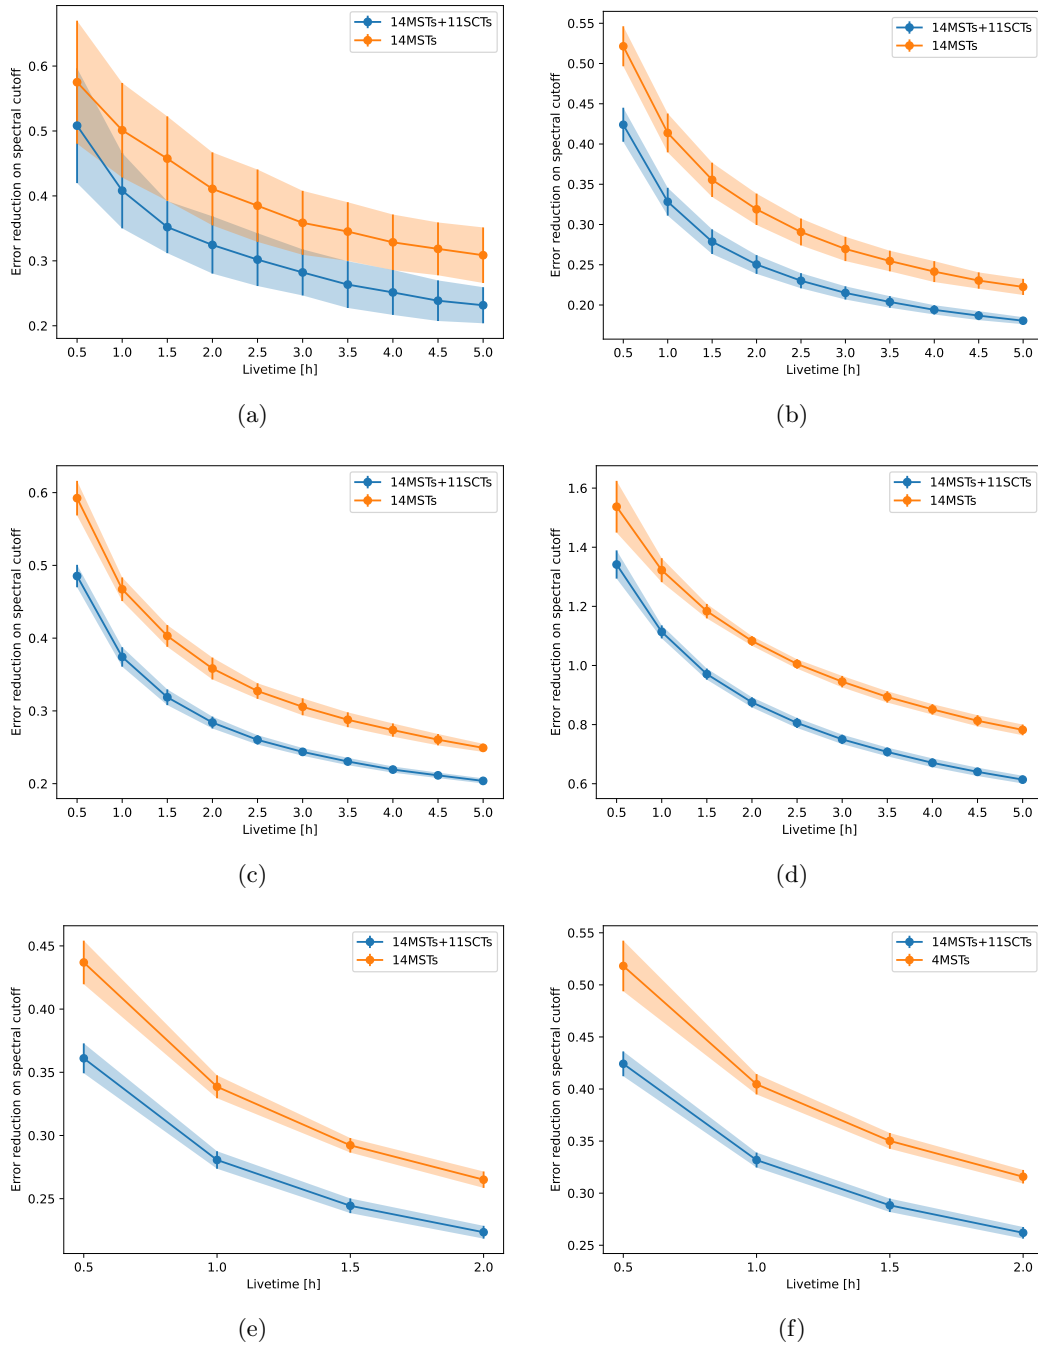 14MSTs+11SCTs
14MSTs
Error reduction on spectral cutoff
0.6
0.5
0.4
0.3
0.2
0.5 1.0 1.5 2.0 2.5 3.0 3.5 4.0 4.5 5.0
Livetime [h]
(a)
14MSTs+11SCTs
14MSTs
Error reduction on spectral cutoff
0.55
0.50
0.45
0.40
0.35
0.30
0.25
0.20
0.5 1.0 1.5 2.0 2.5 3.0 3.5 4.0 4.5 5.0
Livetime [h]
(b)
14MSTs+11SCTs
14MSTs
Error reduction on spectral cutoff
0.6
0.5
0.4
0.3
0.2
0.5 1.0 1.5 2.0 2.5 3.0 3.5 4.0 4.5 5.0
Livetime [h]
(c)
14MSTs+11SCTs
14MSTs
Error reduction on spectral cutoff
1.6
1.4
1.2
1.0
0.8
0.6
0.5 1.0 1.5 2.0 2.5 3.0 3.5 4.0 4.5 5.0
Livetime [h]
(d)
14MSTs+11SCTs
14MSTs
Error reduction on spectral cutoff
0.45
0.40
0.35
0.30
0.25
0.5 1.0 1.5 2.0
Livetime [h]
(e)
14MSTs+11SCTs
4MSTs
Error reduction on spectral cutoff
0.55
0.50
0.45
0.40
0.35
0.30
0.25
0.5 1.0 1.5 2.0
Livetime [h]
(f)